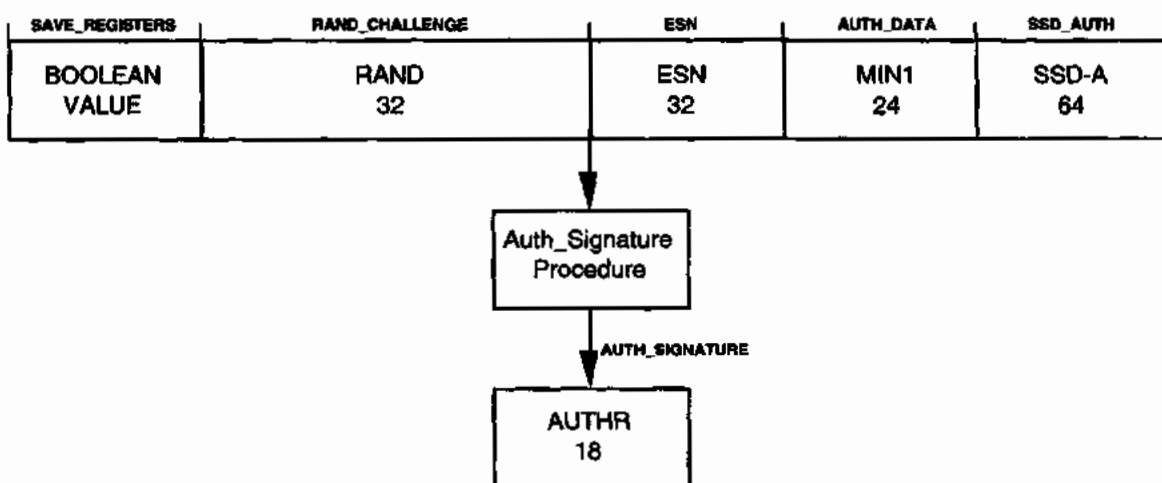 SAVE_REGISTERS RAND_CHALLENGE ESN AUTH_DATA SSD_AUTH
BOOLEAN RAND ESN MIN1 SSD-A
VALUE 32 32 24 64
Auth_Signature
Procedure
AUTH_SIGNATURE
AUTHR
18